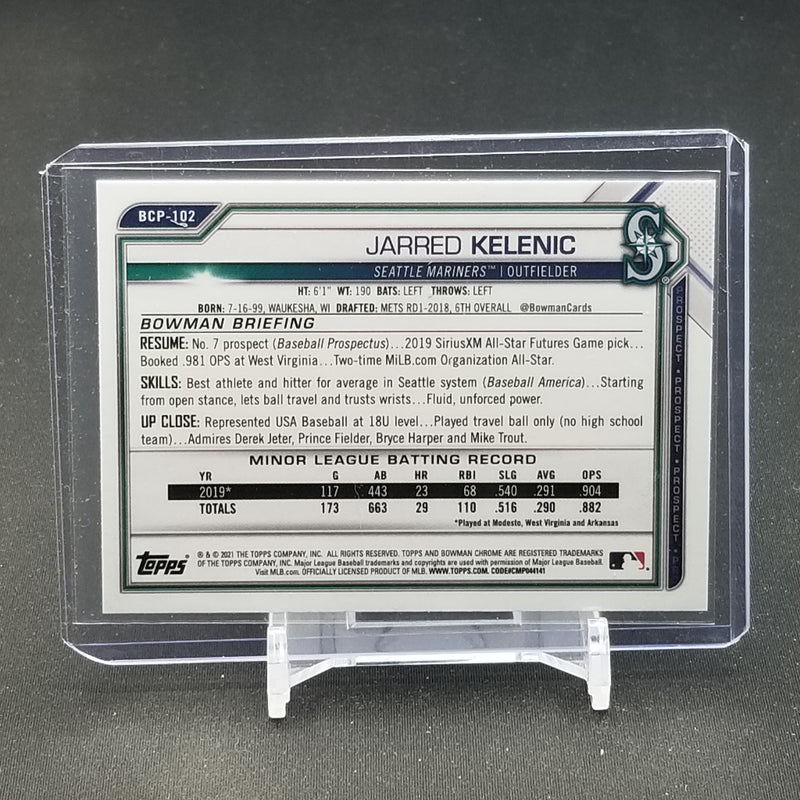 BCP-102
JARRED KELENIC
SEATTLE MARINERS™ | OUTFIELDER
HT: 6'1" WT: 190 BATS: LEFT THROWS: LEFT
BORN: 7-16-99, WAUKESHA, WI DRAFTED: METS RD1-2018, 6TH OVERALL @BowmanCards
BOWMAN BRIEFING
RESUME: No. 7 prospect (Baseball Prospectus)...2019 SiriusXM All-Star Futures Game pick...
Booked .981 OPS at West Virginia...Two-time MiLB.com Organization All-Star.
SKILLS: Best athlete and hitter for average in Seattle system (Baseball America)...Starting
from open stance, lets ball travel and trusts wrists...Fluid, unforced power.
UP CLOSE: Represented USA Baseball at 18U level...Played travel ball only (no high school
team)...Admires Derek Jeter, Prince Fielder, Bryce Harper and Mike Trout.
MINOR LEAGUE BATTING RECORD
YR G AB HR RBI SLG AVG OPS
2019* 117 443 23 68 .540 .291 .904
TOTALS 173 663 29 110 .516 .290 .882
*Played at Modesto, West Virginia and Arkansas
topps
® & © 2021 THE TOPPS COMPANY, INC. ALL RIGHTS RESERVED. TOPPS AND BOWMAN CHROME ARE REGISTERED TRADEMARKS
OF THE TOPPS COMPANY, INC. Major League Baseball trademarks and copyrights are used with permission of Major League Baseball.
Visit MLB.com. OFFICIALLY LICENSED PRODUCT OF MLB. WWW.TOPPS.COM. CODE#CMP044141
S
PROSPECT • PROSPECT • PROSPECT • P